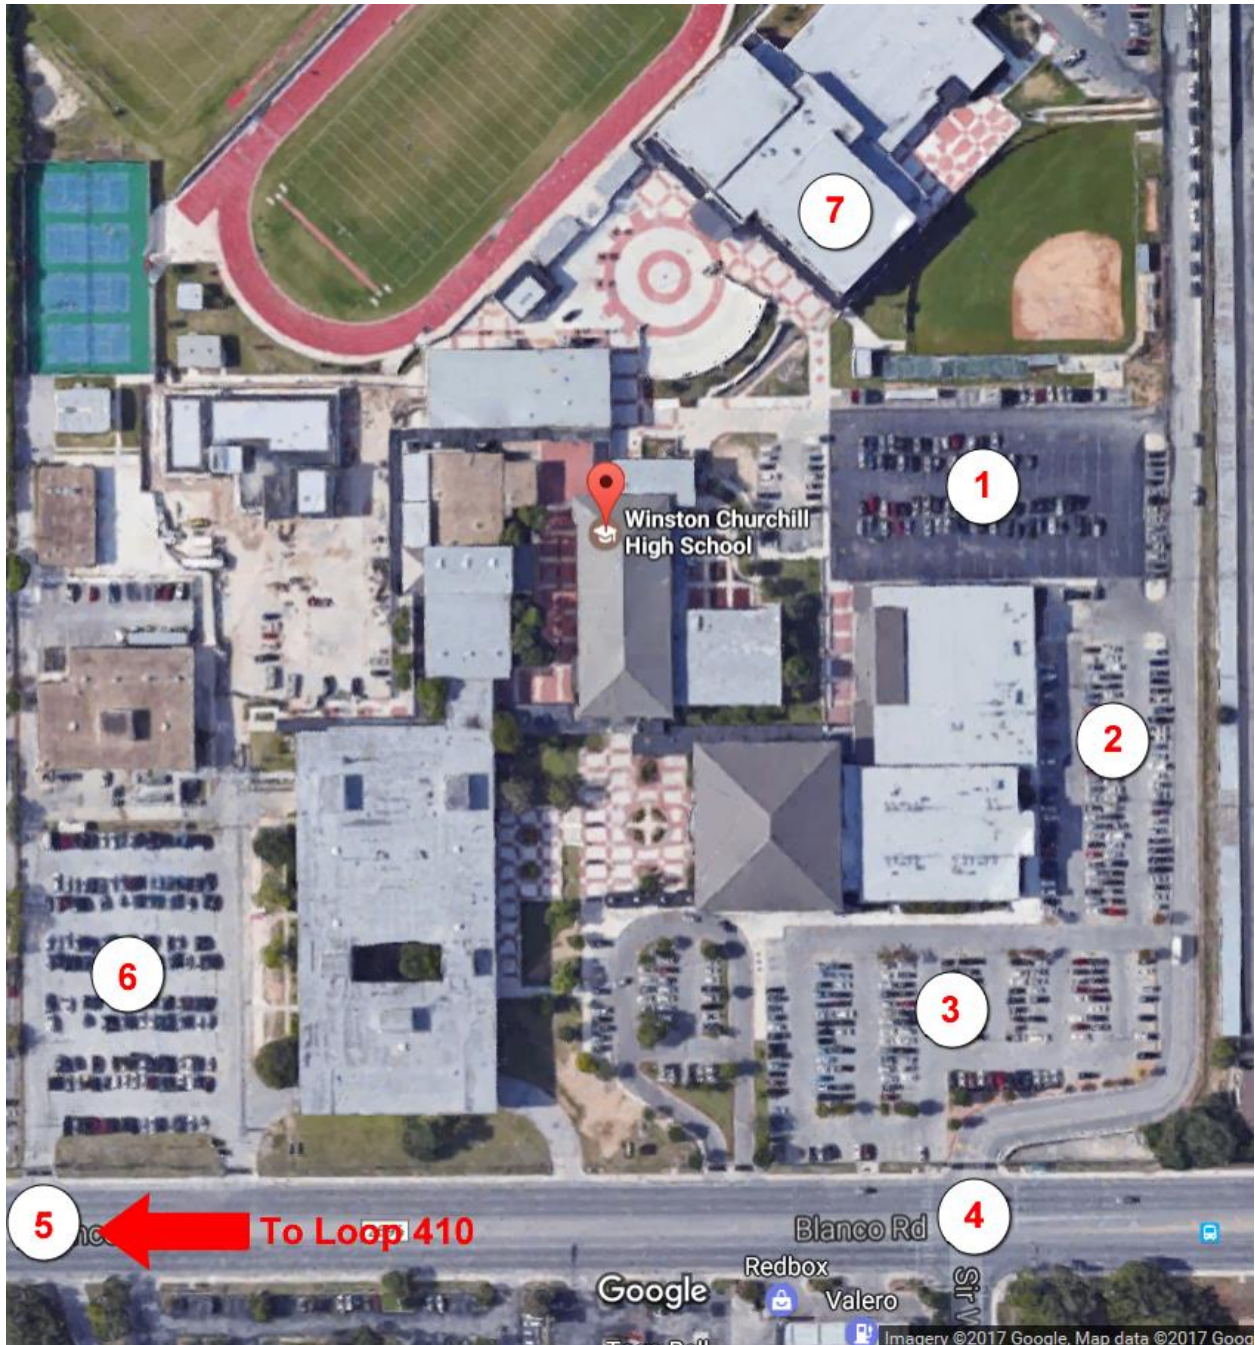 7
1
Winston Churchill
High School
2
6
3
5
To Loop 410
Blanco Rd
4
Redbox
Google
Valero
Sir
Imagery ©2017 Google, Map data ©2017